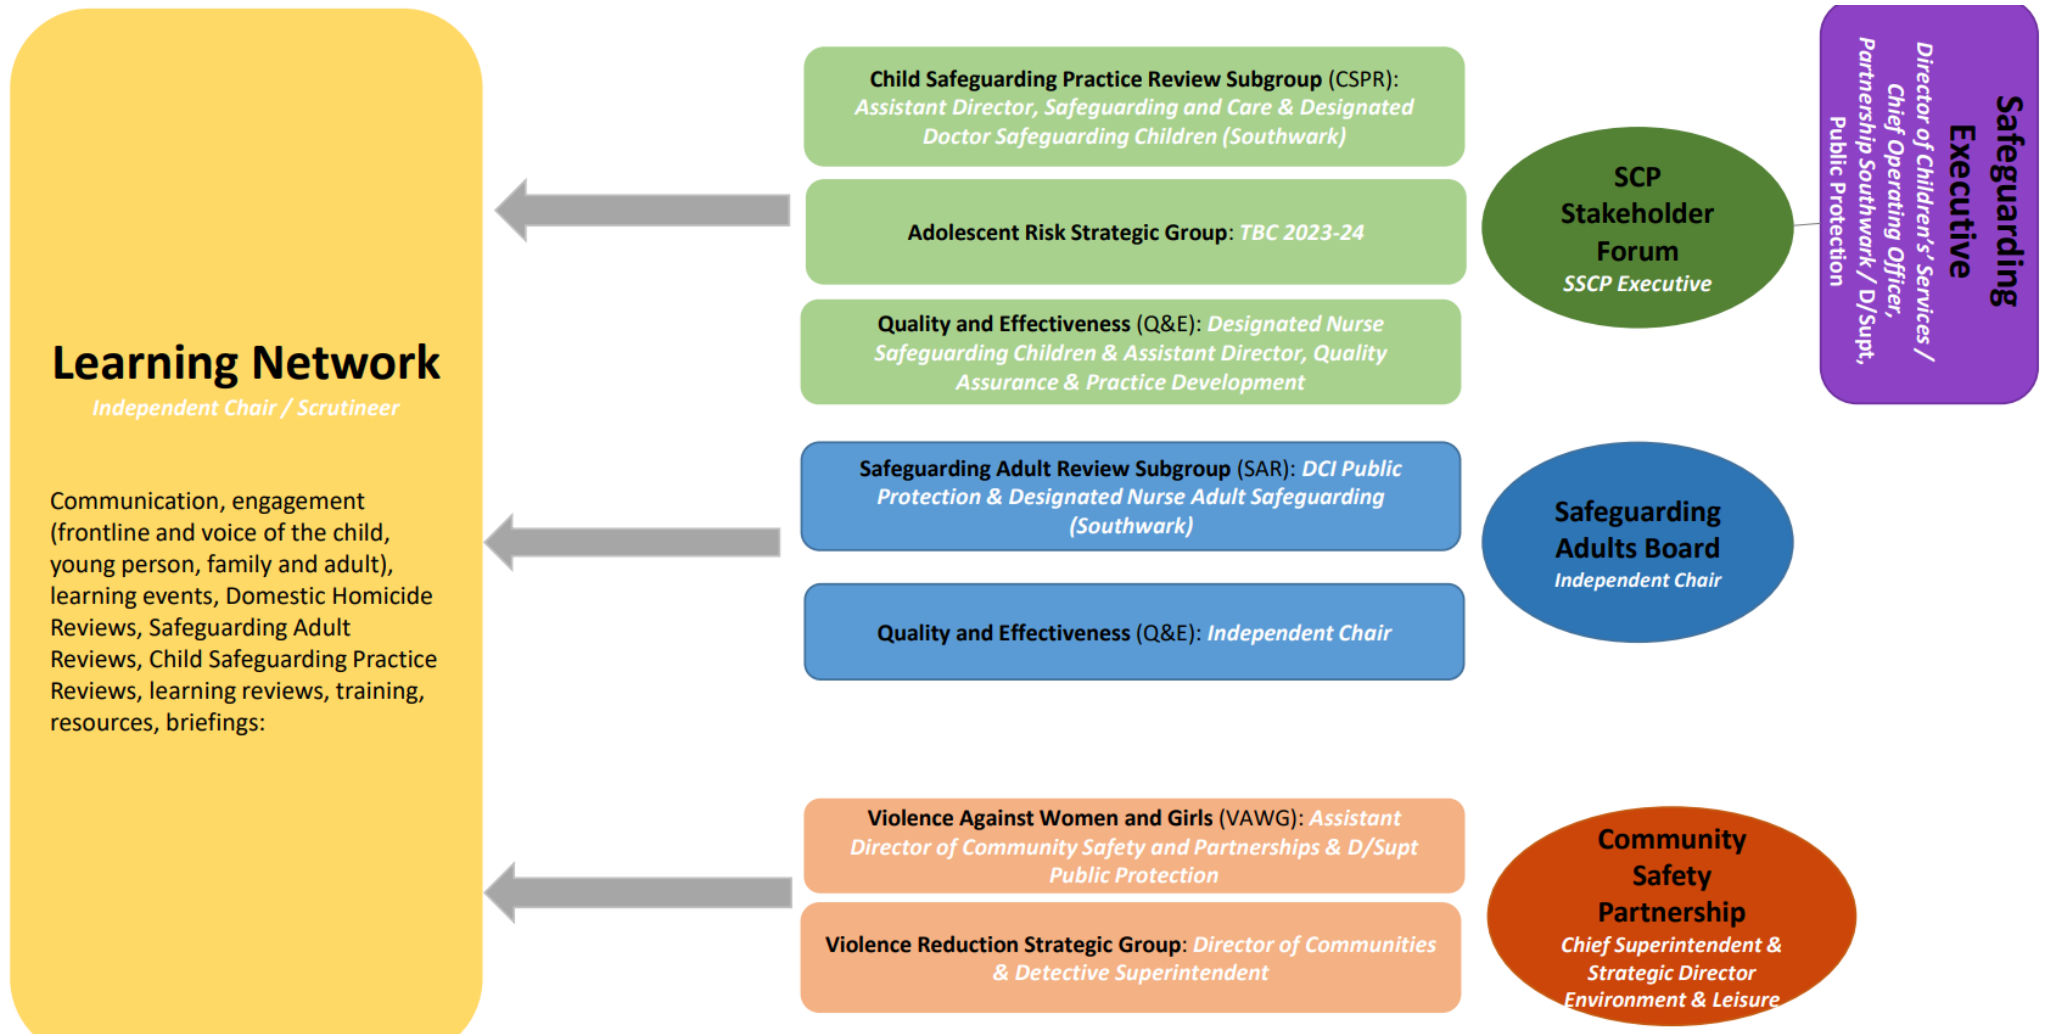 Learning Network
Independent Chair / Scrutineer
Communication, engagement
(frontline and voice of the child,
young person, family and adult),
learning events, Domestic Homicide
Reviews, Safeguarding Adult
Reviews, Child Safeguarding Practice
Reviews, learning reviews, training,
resources, briefings:
Child Safeguarding Practice Review Subgroup (CSPR):
Assistant Director, Safeguarding and Care & Designated
Doctor Safeguarding Children (Southwark)
Adolescent Risk Strategic Group: TBC 2023-24
Quality and Effectiveness (Q&E): Designated Nurse
Safeguarding Children & Assistant Director, Quality
Assurance & Practice Development
SCP
Stakeholder
Forum
SSCP Executive
Safeguarding
Executive
Director of Children's' Services /
Chief Operating Officer,
Partnership Southwark / D/Supt,
Public Protection
Safeguarding Adult Review Subgroup (SAR): DCI Public
Protection & Designated Nurse Adult Safeguarding
(Southwark)
Quality and Effectiveness (Q&E): Independent Chair
Safeguarding
Adults Board
Independent Chair
Violence Against Women and Girls (VAWG): Assistant
Director of Community Safety and Partnerships & D/Supt
Public Protection
Violence Reduction Strategic Group: Director of Communities
& Detective Superintendent
Community
Safety
Partnership
Chief Superintendent &
Strategic Director
Environment & Leisure